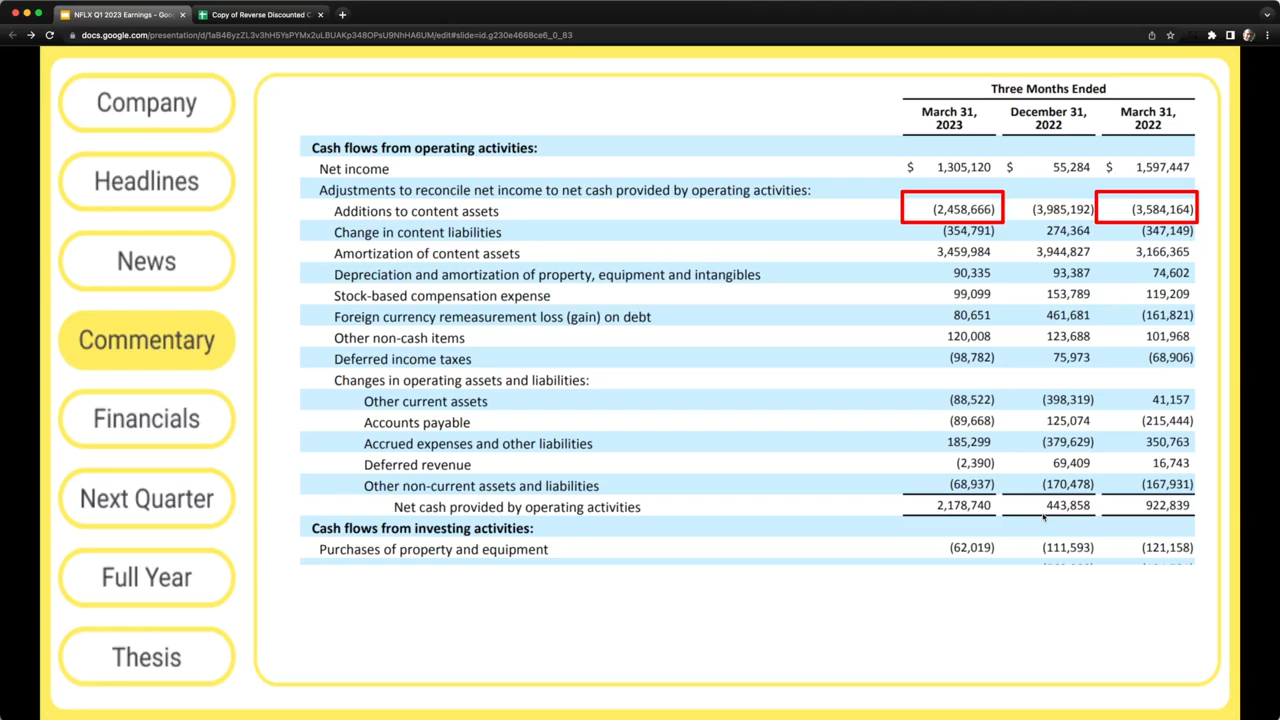 NFLX Q1 2023 Earnings - Goo
Copy of Reverse Discounted C
docs.google.com/presentation/d/1aB46yzZL3v3hH5YsPYMx2uLBUAKp348OPsU9NhHA6UM/edit#slide=id.g230e4668ce6_0_83
Company
Headlines
News
Commentary
Financials
Next Quarter
Full Year
Thesis
Three Months Ended
March 31, 2023 December 31, 2022 March 31, 2022
Cash flows from operating activities:
Net income $ 1,305,120 $ 55,284 $ 1,597,447
Adjustments to reconcile net income to net cash provided by operating activities:
Additions to content assets (2,458,666) (3,985,192) (3,584,164)
Change in content liabilities (354,791) 274,364 (347,149)
Amortization of content assets 3,459,984 3,944,827 3,166,365
Depreciation and amortization of property, equipment and intangibles 90,335 93,387 74,602
Stock-based compensation expense 99,099 153,789 119,209
Foreign currency remeasurement loss (gain) on debt 80,651 461,681 (161,821)
Other non-cash items 120,008 123,688 101,968
Deferred income taxes (98,782) 75,973 (68,906)
Changes in operating assets and liabilities:
Other current assets (88,522) (398,319) 41,157
Accounts payable (89,668) 125,074 (215,444)
Accrued expenses and other liabilities 185,299 (379,629) 350,763
Deferred revenue (2,390) 69,409 16,743
Other non-current assets and liabilities (68,937) (170,478) (167,931)
Net cash provided by operating activities 2,178,740 443,858 922,839
Cash flows from investing activities:
Purchases of property and equipment (62,019) (111,593) (121,158)